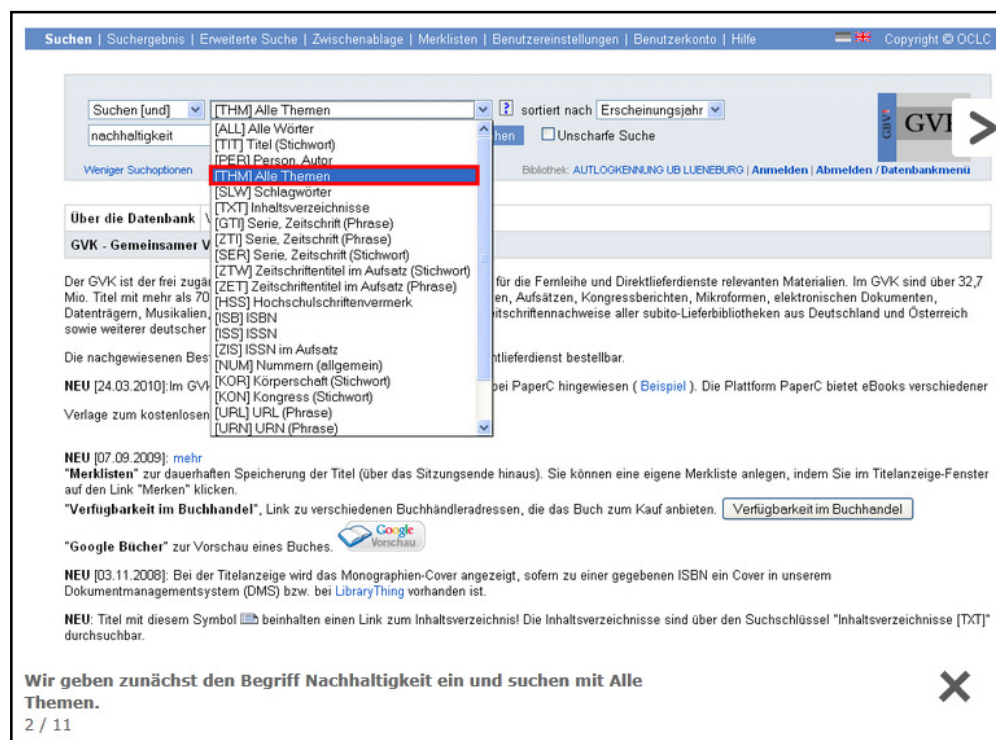 Suchen | Suchergebnis | Erweiterte Suche | Zwischenablage | Merklisten | Benutzereinstellungen | Benutzerkonto | Hilfe Copyright © OCLC
Suchen [und] [THM] Alle Themen ? sortiert nach Erscheinungsjahr
nachhaltigkeit hen Unscharfe Suche
GBV GV
Weniger Suchoptionen Bibliothek: AUTLOGKENNUNG UB LUENEBURG | Anmelden | Abmelden / Datenbankmenü
[ALL] Alle Wörter
[TIT] Titel (Stichwort)
[PER] Person, Autor
[THM] Alle Themen
[SLW] Schlagwörter
[TXT] Inhaltsverzeichnisse
[GTI] Serie, Zeitschrift (Phrase)
[ZTI] Serie, Zeitschrift (Phrase)
[SER] Serie, Zeitschrift (Stichwort)
[ZTW] Zeitschriftentitel im Aufsatz (Stichwort)
[ZET] Zeitschriftentitel im Aufsatz (Phrase)
[HSS] Hochschulschriftenvermerk
[ISB] ISBN
[ISS] ISSN
[ZIS] ISSN im Aufsatz
[NUM] Nummern (allgemein)
[KOR] Körperschaft (Stichwort)
[KON] Kongress (Stichwort)
[URL] URL (Phrase)
[URN] URN (Phrase)
Über die Datenbank
GVK - Gemeinsamer V
Der GVK ist der frei zugä für die Fernleihe und Direktlieferdienste relevanten Materialien. Im GVK sind über 32,7
Mio. Titel mit mehr als 70 en, Aufsätzen, Kongressberichten, Mikroformen, elektronischen Dokumenten,
Datenträgern, Musikalien, itschriftennachweise aller subito-Lieferbibliotheken aus Deutschland und Österreich
sowie weiterer deutscher
Die nachgewiesenen Bes ntlieferdienst bestellbar.
NEU [24.03.2010]:Im GV bei PaperC hingewiesen ( Beispiel ). Die Plattform PaperC bietet eBooks verschiedener
Verlage zum kostenlosen
NEU [07.09.2009]: mehr
"Merklisten" zur dauerhaften Speicherung der Titel (über das Sitzungsende hinaus). Sie können eine eigene Merkliste anlegen, indem Sie im Titelanzeige-Fenster
auf den Link "Merken" klicken.
"Verfügbarkeit im Buchhandel", Link zu verschiedenen Buchhändleradressen, die das Buch zum Kauf anbieten. Verfügbarkeit im Buchhandel
"Google Bücher" zur Vorschau eines Buches. Google Vorschau
NEU [03.11.2008]: Bei der Titelanzeige wird das Monographien-Cover angezeigt, sofern zu einer gegebenen ISBN ein Cover in unserem
Dokumentmanagementsystem (DMS) bzw. bei LibraryThing vorhanden ist.
NEU: Titel mit diesem Symbol beinhalten einen Link zum Inhaltsverzeichnis! Die Inhaltsverzeichnisse sind über den Suchschlüssel "Inhaltsverzeichnisse [TXT]"
durchsuchbar.
Wir geben zunächst den Begriff Nachhaltigkeit ein und suchen mit Alle
Themen.
2 / 11